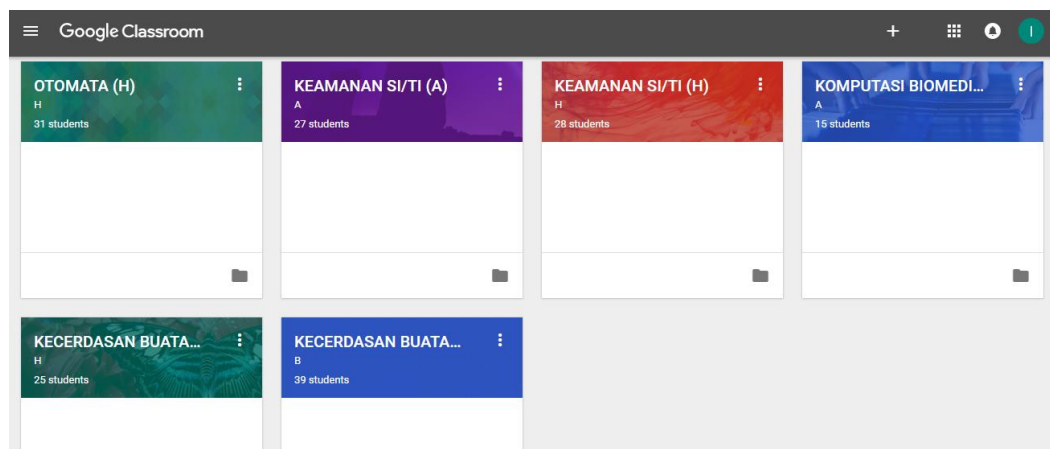 Google Classroom
I
OTOMATA (H)
H
31 students
KEAMANAN SI/TI (A)
A
27 students
KEAMANAN SI/TI (H)
H
28 students
KOMPUTASI BIOMEDI...
A
15 students
KECERDASAN BUATA...
H
25 students
KECERDASAN BUATA...
B
39 students